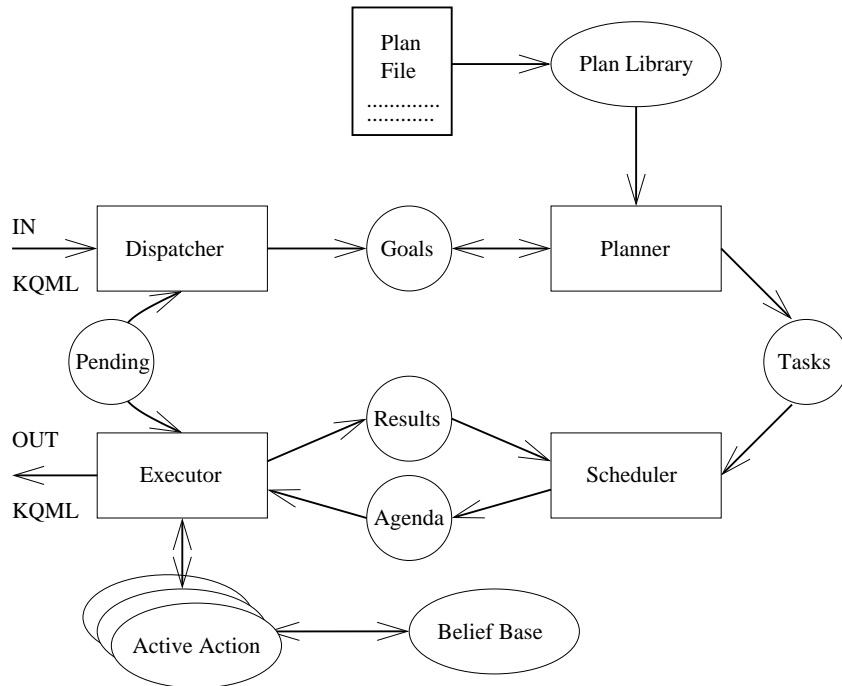 Plan
File
Plan Library
.............
............
IN
Dispatcher
Goals
Planner
KQML
Pending
Tasks
Results
OUT
Executor
Scheduler
KQML
Agenda
Active Action
Belief Base